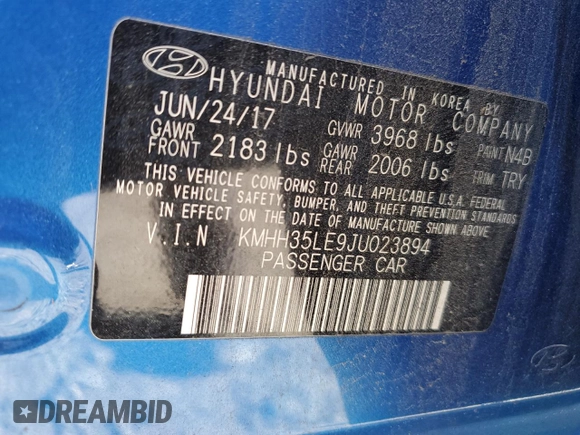 MANUFACTURED IN KOREA BY
HYUNDAI MOTOR COMPANY
JUN/24/17 GVWR 3968 lbs PAINT N4B
GAWR FRONT 2183 lbs GAWR REAR 2006 lbs TRIM TRY
THIS VEHICLE CONFORMS TO ALL APPLICABLE U.S.A. FEDERAL
MOTOR VEHICLE SAFETY, BUMPER, AND THEFT PREVENTION STANDARDS
IN EFFECT ON THE DATE OF MANUFACTURE SHOWN ABOVE.
V.I.N KMHH35LE9JU023894
PASSENGER CAR
$DREAMBID